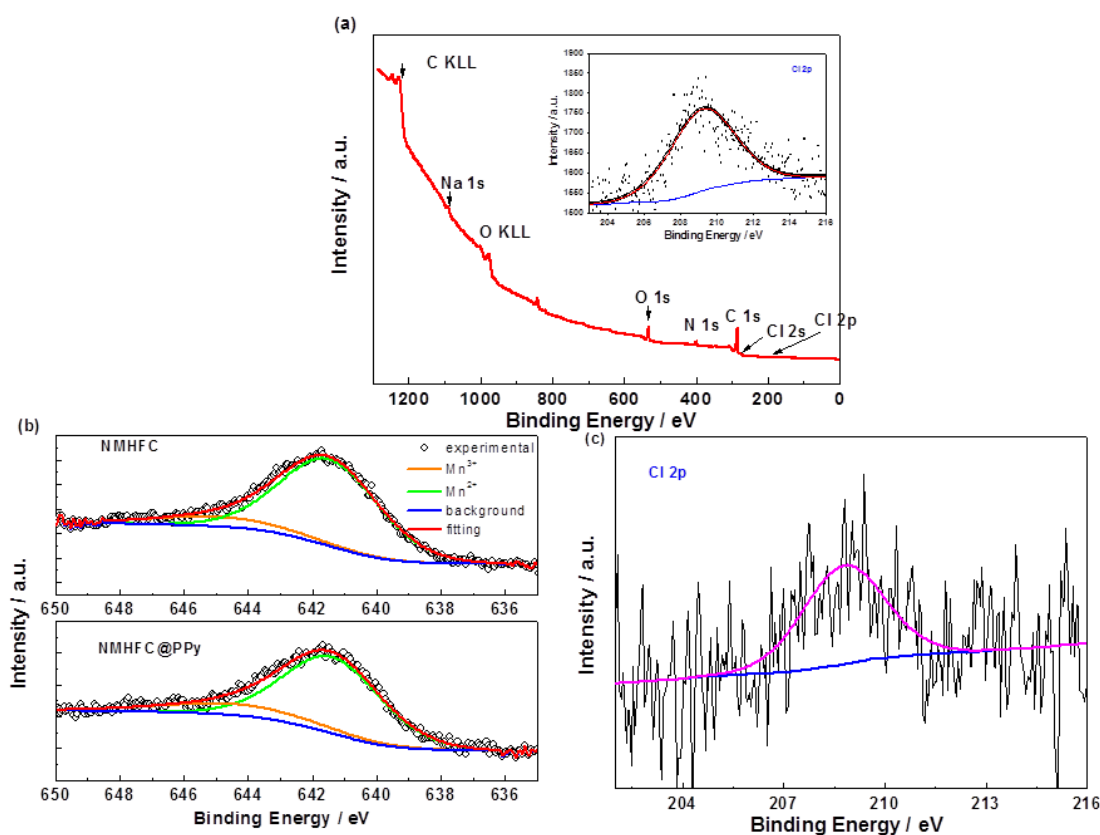 (a)
C KLL
Na 1s
O KLL
O 1s
N 1s
C 1s
Cl 2s
Cl 2p
Intensity / a.u.
1200 1000 800 600 400 200 0
Binding Energy / eV
Cl 2p
1900
1800
1700
1600
1500
Intensity / a.u.
204 206 208 210 212 214 216
Binding Energy / eV
(b)
NMHFC
experimental
Mn³⁺
Mn²⁺
background
fitting
650 648 646 644 642 640 638 636
NMHFC@PPy
Intensity / a.u.
650 648 646 644 642 640 638 636
Binding Energy / eV
(c)
Cl 2p
Intensity / a.u.
204 207 210 213 216
Binding Energy / eV